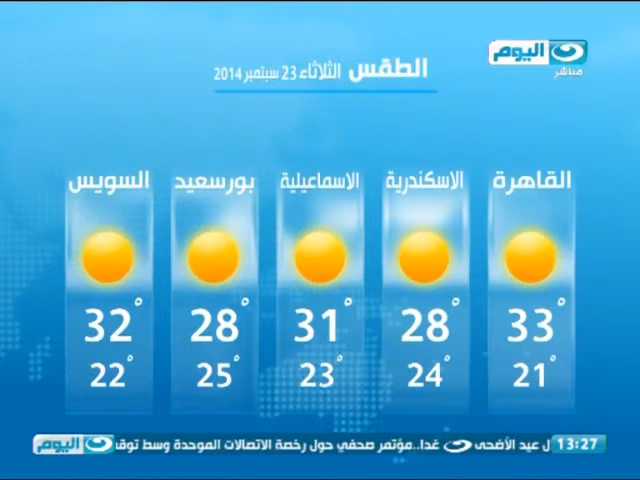 اليوم
مباشر
الطقس الثلاثاء 23 سبتمبر 2014
القاهرة الاسكندرية الاسماعيلية بورسعيد السويس
33° 28° 31° 28° 32°
21° 24° 23° 25° 22°
13:27 ل عيد الأضحى غدا..مؤتمر صحفي حول رخصة الاتصالات الموحدة وسط توقع اليوم